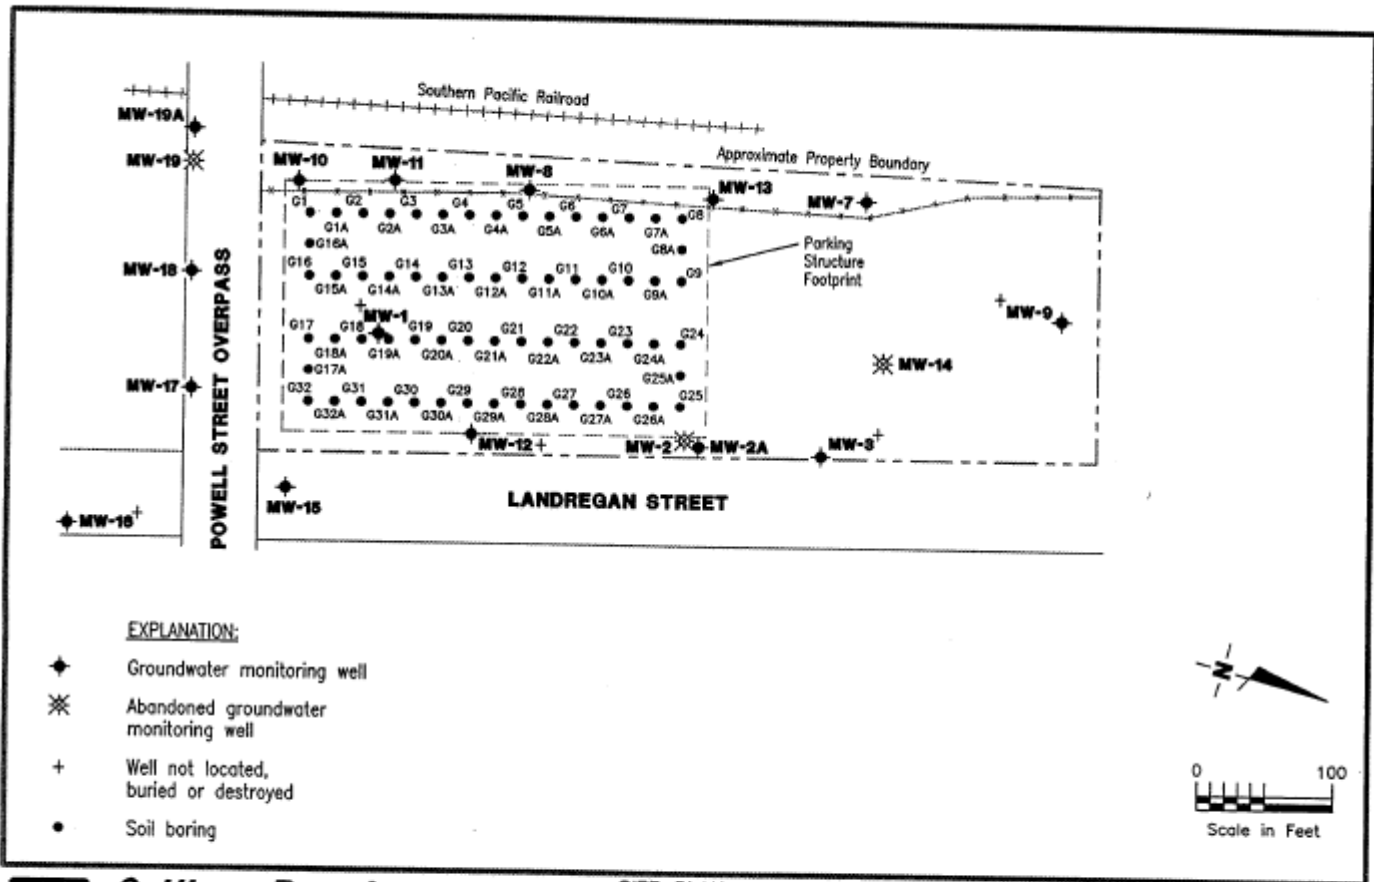 Southern Pacific Railroad
MW-19A
MW-19
Approximate Property Boundary
MW-10 MW-11 MW-8 MW-13 MW-7
G1 G2 G3 G4 G5 G6 G7 G8
G1A G2A G3A G4A G5A G6A G7A
G16A G8A
Parking
Structure
Footprint
MW-18
G16 G15 G14 G13 G12 G11 G10 G9
G15A G14A G13A G12A G11A G10A G9A
MW-1
MW-9
G17 G18 G19 G20 G21 G22 G23 G24
G18A G19A G20A G21A G22A G23A G24A
MW-14
G17A G25A
MW-17
G32 G31 G30 G29 G28 G27 G26 G25
G32A G31A G30A G29A G28A G27A G26A
MW-12 MW-2 MW-2A MW-3
POWELL STREET OVERPASS
MW-15
LANDREGAN STREET
MW-16
EXPLANATION:
Groundwater monitoring well
Abandoned groundwater
monitoring well
Well not located,
buried or destroyed
Soil boring
N
0 100
Scale in Feet